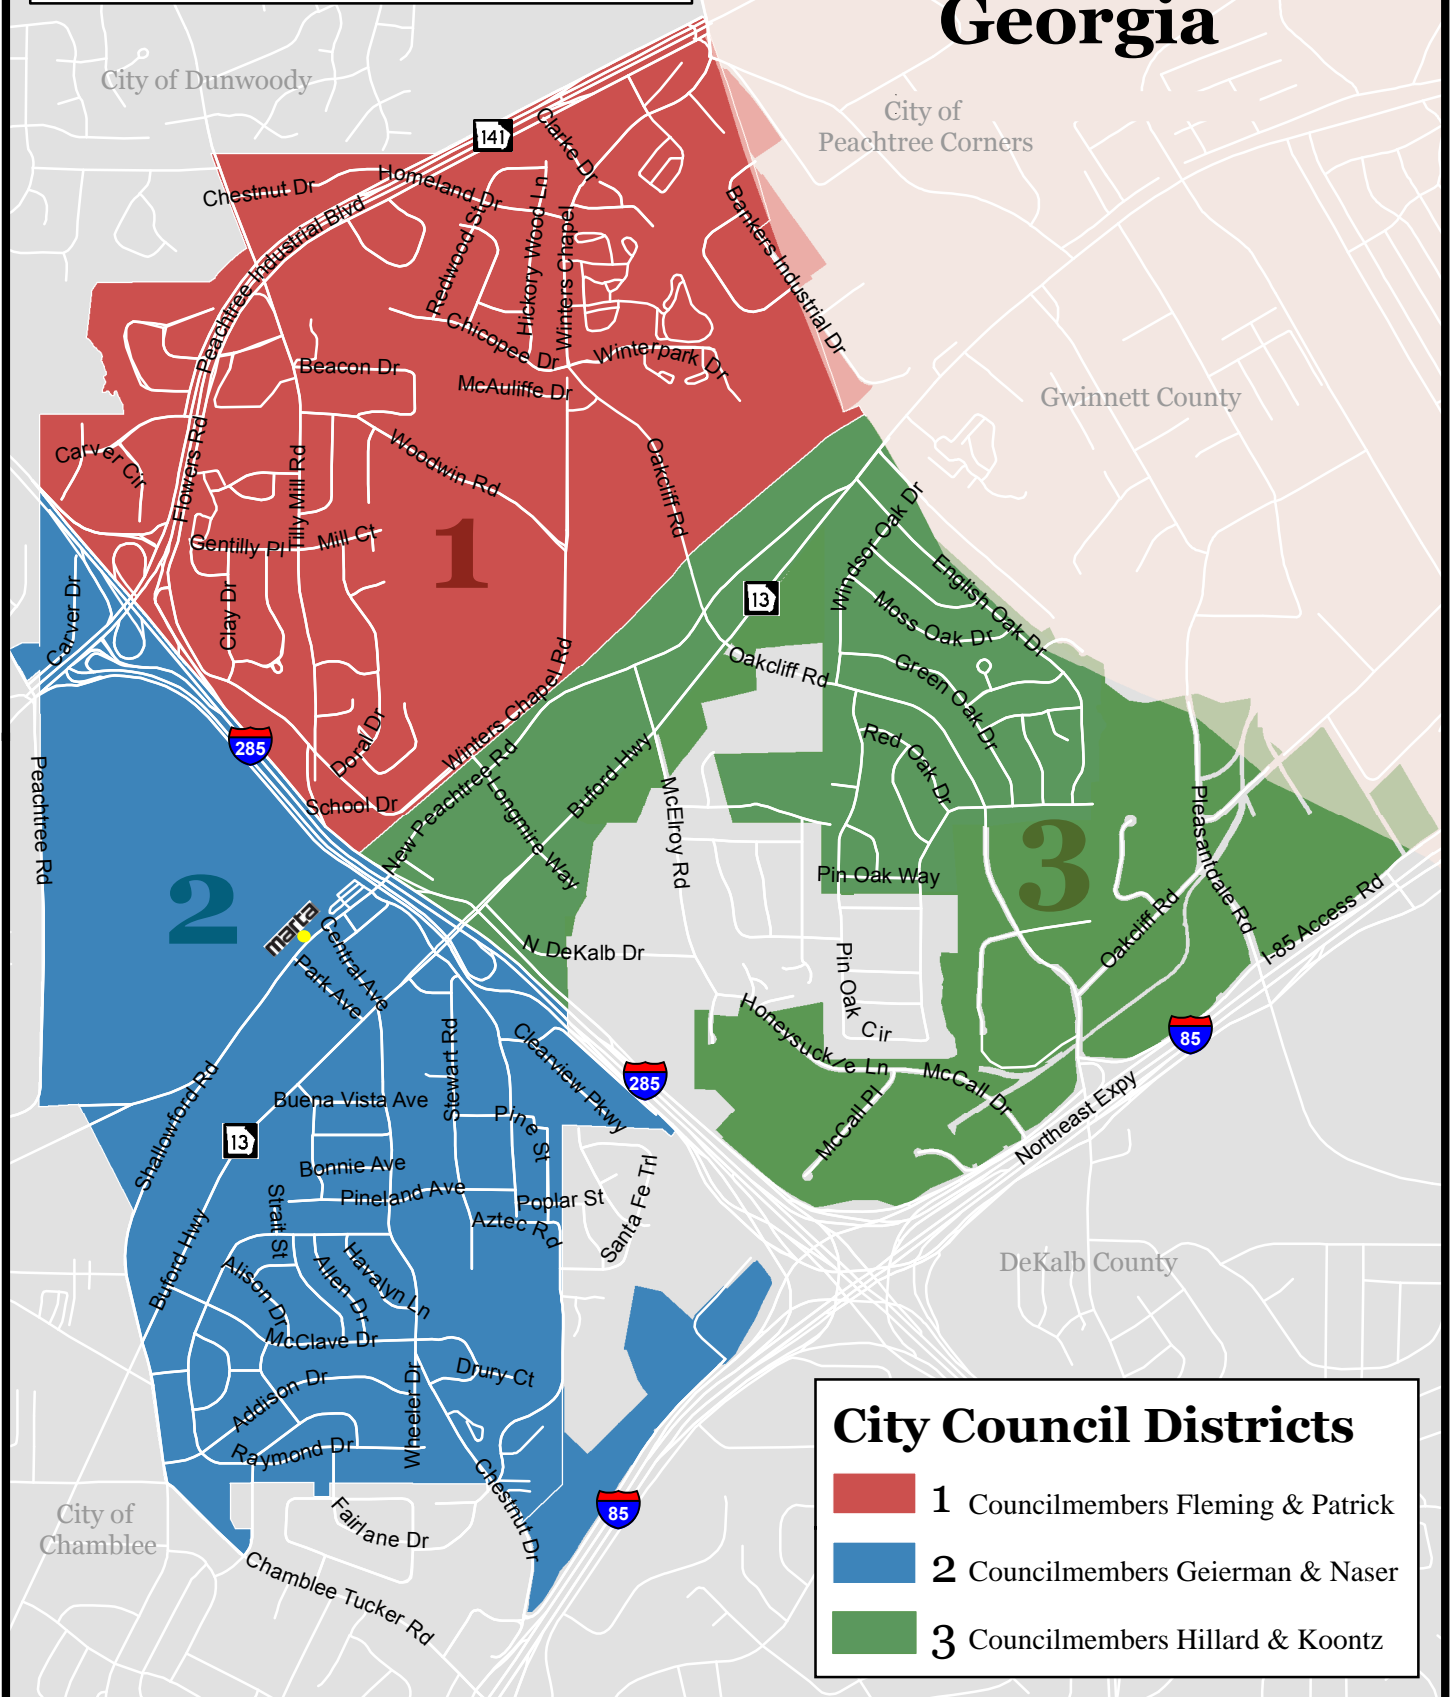 Georgia
City of Dunwoody
City of
Peachtree Corners
141
Clarke Dr
Chestnut Dr
Homeland Dr
Peachtree Industrial Blvd
Redwood St
Hickory Wood Ln
Winters Chapel
Bankers Industrial Dr
Chicopee Dr
Winterpark Dr
Beacon Dr
McAuliffe Dr
Gwinnett County
Carver Cir
Flowers Rd
Tilly Mill Rd
Woodwin Rd
Oakcliff Rd
1
Gentilly Pl
Mill Ct
Clay Dr
Carver Dr
13
Windsor Oak Dr
English Oak Dr
Moss Oak Dr
Oakcliff Rd
Green Oak Dr
Winters Chapel Rd
285
Doral Dr
School Dr
New Peachtree Rd
Longmire Way
Buford Hwy
McElroy Rd
Red Oak Dr
Pleasantdale Rd
Peachtree Rd
2
3
Pin Oak Way
marta
Central Ave
Park Ave
N DeKalb Dr
Pin Oak Cir
Oakcliff Rd
I-85 Access Rd
Honeysuckle Ln
McCall Dr
McCall Pl
85
Northeast Expy
Shallowford Rd
Stewart Rd
Clearview Pkwy
285
Buena Vista Ave
13
Pine St
Bonnie Ave
Pineland Ave
Poplar St
Aztec Rd
Santa Fe Trl
Strait St
Buford Hwy
Alison Dr
Allen Dr
Havalyn Ln
DeKalb County
McClave Dr
Drury Ct
Addison Dr
Wheeler Dr
Raymond Dr
Chestnut Dr
85
City of
Chamblee
Fairlane Dr
Chamblee Tucker Rd
City Council Districts
1 Councilmembers Fleming & Patrick
2 Councilmembers Geierman & Naser
3 Councilmembers Hillard & Koontz